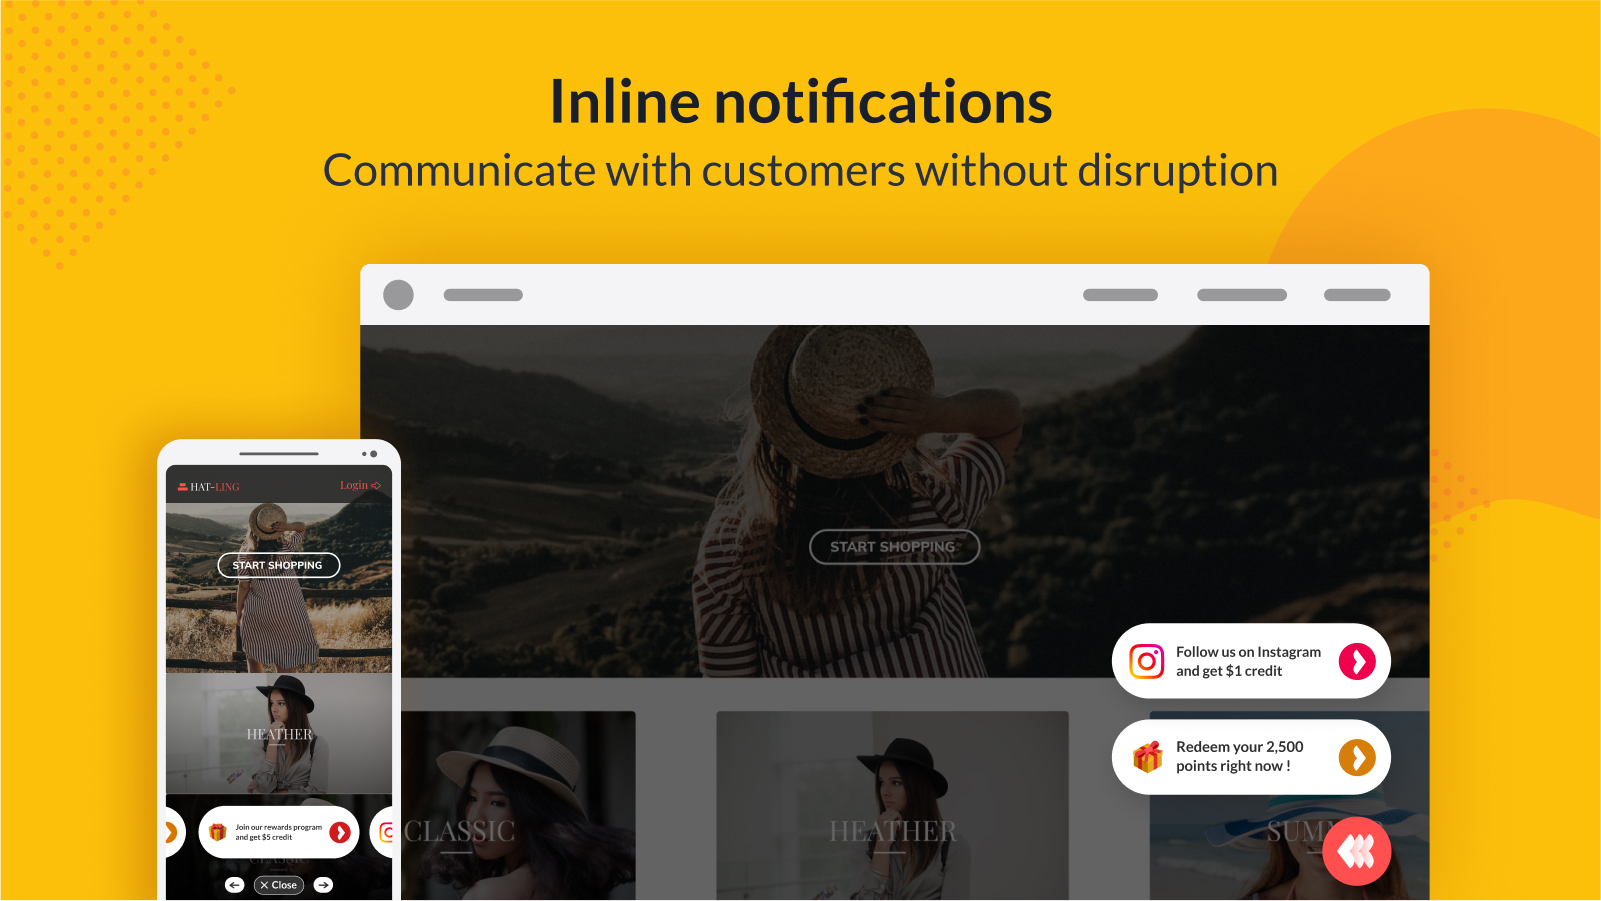 Inline notifications
Communicate with customers without disruption
START SHOPPING
Follow us on Instagram
and get $1 credit
Redeem your 2,500
points right now !
CLASSIC
HEATHER
HAT-LING
Login
START SHOPPING
HEATHER
Join our rewards program
and get $5 credit
CLASSIC
Close